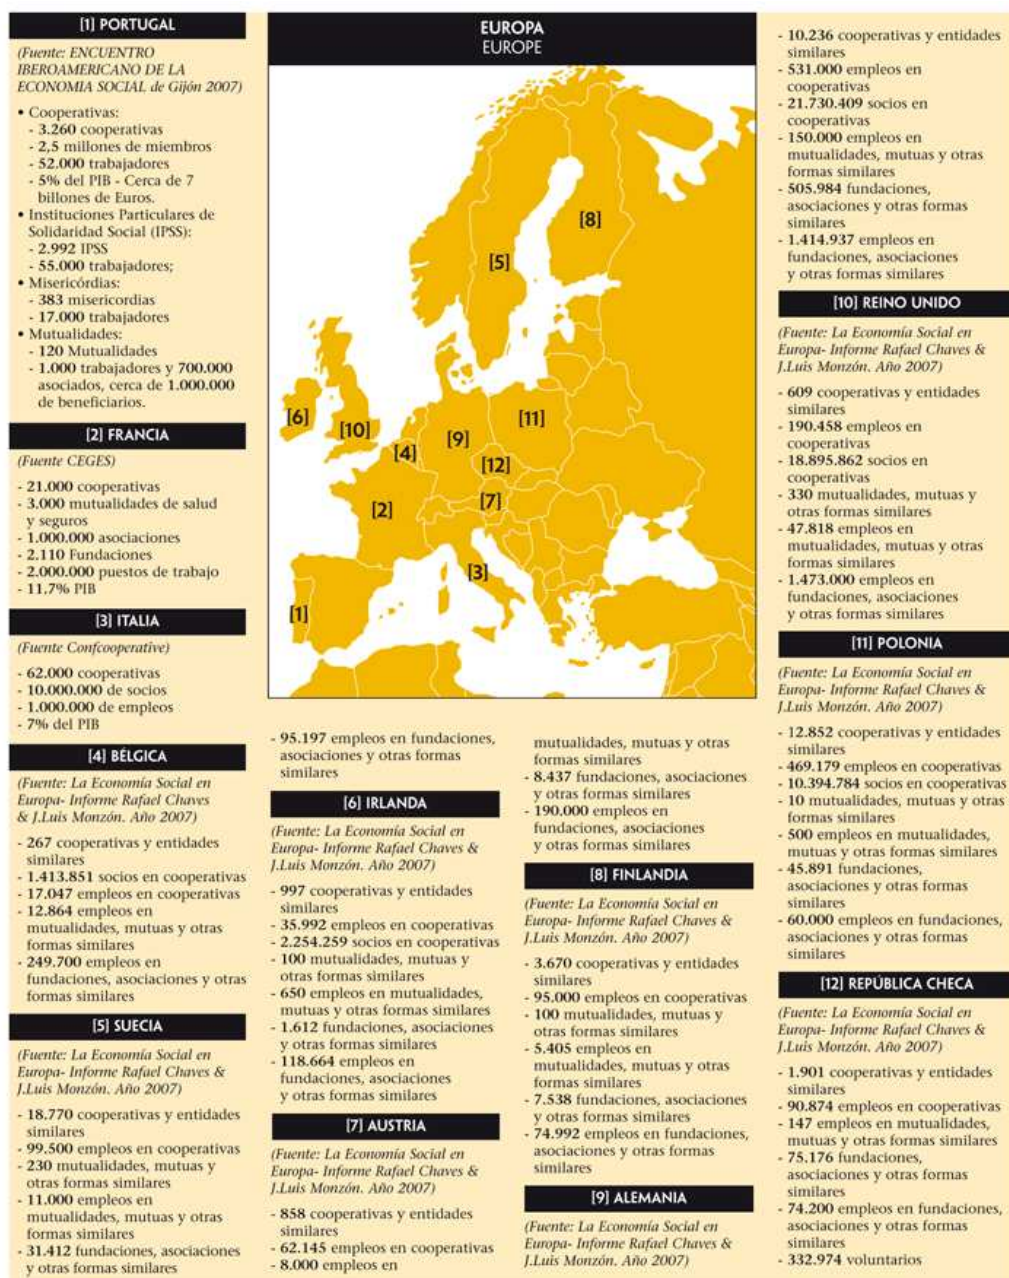 [1] PORTUGAL
(Fuente: ENCUENTRO
IBEROAMERICANO DE LA
ECONOMIA SOCIAL de Gijón 2007)
• Cooperativas:
- 3.260 cooperativas
- 2,5 millones de miembros
- 52.000 trabajadores
- 5% del PIB - Cerca de 7
billones de Euros.
• Instituciones Particulares de
Solidaridad Social (IPSS):
- 2.992 IPSS
- 55.000 trabajadores;
• Misericórdias:
- 383 misericordias
- 17.000 trabajadores
• Mutualidades:
- 120 Mutualidades
- 1.000 trabajadores y 700.000
asociados, cerca de 1.000.000
de beneficiarios.
[2] FRANCIA
(Fuente CEGES)
- 21.000 cooperativas
- 3.000 mutualidades de salud
y seguros
- 1.000.000 asociaciones
- 2.110 Fundaciones
- 2.000.000 puestos de trabajo
- 11.7% PIB
[3] ITALIA
(Fuente Confcooperative)
- 62.000 cooperativas
- 10.000.000 de socios
- 1.000.000 de empleos
- 7% del PIB
[4] BÉLGICA
(Fuente: La Economía Social en
Europa- Informe Rafael Chaves
& J.Luis Monzón. Año 2007)
- 267 cooperativas y entidades
similares
- 1.413.851 socios en cooperativas
- 17.047 empleos en cooperativas
- 12.864 empleos en
mutualidades, mutuas y otras
formas similares
- 249.700 empleos en
fundaciones, asociaciones y otras
formas similares
[5] SUECIA
(Fuente: La Economía Social en
Europa- Informe Rafael Chaves &
J.Luis Monzón. Año 2007)
- 18.770 cooperativas y entidades
similares
- 99.500 empleos en cooperativas
- 230 mutualidades, mutuas y
otras formas similares
- 11.000 empleos en
mutualidades, mutuas y otras
formas similares
- 31.412 fundaciones, asociaciones
y otras formas similares
EUROPA
EUROPE
[8]
[5]
[6]
[10]
[11]
[9]
[4]
[12]
[7]
[2]
[3]
[1]
- 95.197 empleos en fundaciones,
asociaciones y otras formas
similares
[6] IRLANDA
(Fuente: La Economía Social en
Europa- Informe Rafael Chaves &
J.Luis Monzón. Año 2007)
- 997 cooperativas y entidades
similares
- 35.992 empleos en cooperativas
- 2.254.259 socios en cooperativas
- 100 mutualidades, mutuas y
otras formas similares
- 650 empleos en mutualidades,
mutuas y otras formas similares
- 1.612 fundaciones, asociaciones
y otras formas similares
- 118.664 empleos en
fundaciones, asociaciones
y otras formas similares
[7] AUSTRIA
(Fuente: La Economía Social en
Europa- Informe Rafael Chaves &
J.Luis Monzón. Año 2007)
- 858 cooperativas y entidades
similares
- 62.145 empleos en cooperativas
- 8.000 empleos en
mutualidades, mutuas y otras
formas similares
- 8.437 fundaciones, asociaciones
y otras formas similares
- 190.000 empleos en
fundaciones, asociaciones
y otras formas similares
[8] FINLANDIA
(Fuente: La Economía Social en
Europa- Informe Rafael Chaves &
J.Luis Monzón. Año 2007)
- 3.670 cooperativas y entidades
similares
- 95.000 empleos en cooperativas
- 100 mutualidades, mutuas y
otras formas similares
- 5.405 empleos en
mutualidades, mutuas y otras
formas similares
- 7.538 fundaciones, asociaciones
y otras formas similares
- 74.992 empleos en fundaciones,
asociaciones y otras formas
similares
[9] ALEMANIA
(Fuente: La Economía Social en
Europa- Informe Rafael Chaves &
J.Luis Monzón. Año 2007)
- 10.236 cooperativas y entidades
similares
- 531.000 empleos en
cooperativas
- 21.730.409 socios en
cooperativas
- 150.000 empleos en
mutualidades, mutuas y otras
formas similares
- 505.984 fundaciones,
asociaciones y otras formas
similares
- 1.414.937 empleos en
fundaciones, asociaciones
y otras formas similares
[10] REINO UNIDO
(Fuente: La Economía Social en
Europa- Informe Rafael Chaves &
J.Luis Monzón. Año 2007)
- 609 cooperativas y entidades
similares
- 190.458 empleos en
cooperativas
- 18.895.862 socios en
cooperativas
- 330 mutualidades, mutuas y
otras formas similares
- 47.818 empleos en
mutualidades, mutuas y otras
formas similares
- 1.473.000 empleos en
fundaciones, asociaciones
y otras formas similares
[11] POLONIA
(Fuente: La Economía Social en
Europa- Informe Rafael Chaves &
J.Luis Monzón. Año 2007)
- 12.852 cooperativas y entidades
similares
- 469.179 empleos en cooperativas
- 10.394.784 socios en cooperativas
- 10 mutualidades, mutuas y otras
formas similares
- 500 empleos en mutualidades,
mutuas y otras formas similares
- 45.891 fundaciones,
asociaciones y otras formas
similares
- 60.000 empleos en fundaciones,
asociaciones y otras formas
similares
[12] REPÚBLICA CHECA
(Fuente: La Economía Social en
Europa- Informe Rafael Chaves &
J.Luis Monzón. Año 2007)
- 1.901 cooperativas y entidades
similares
- 90.874 empleos en cooperativas
- 147 empleos en mutualidades,
mutuas y otras formas similares
- 75.176 fundaciones,
asociaciones y otras formas
similares
- 74.200 empleos en fundaciones,
asociaciones y otras formas
similares
- 332.974 voluntarios